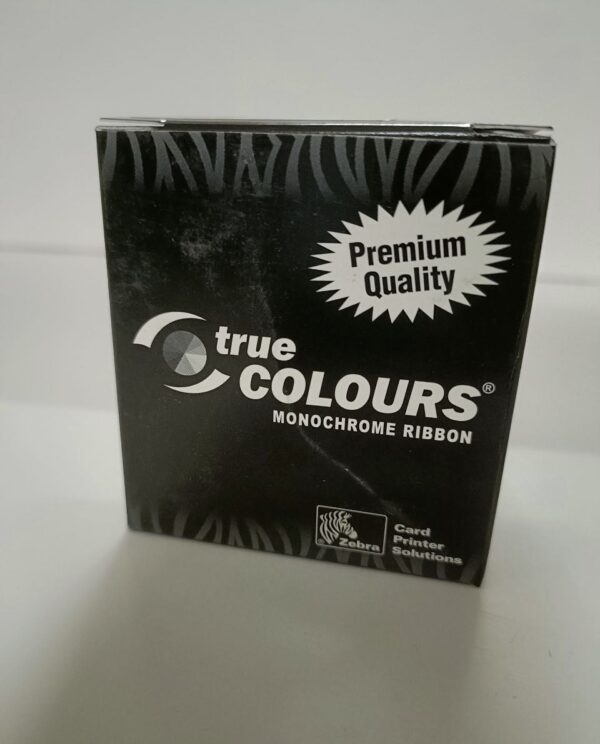 Premium
Quality
true
COLOURS®
MONOCHROME RIBBON
Zebra
Card
Printer
Solutions